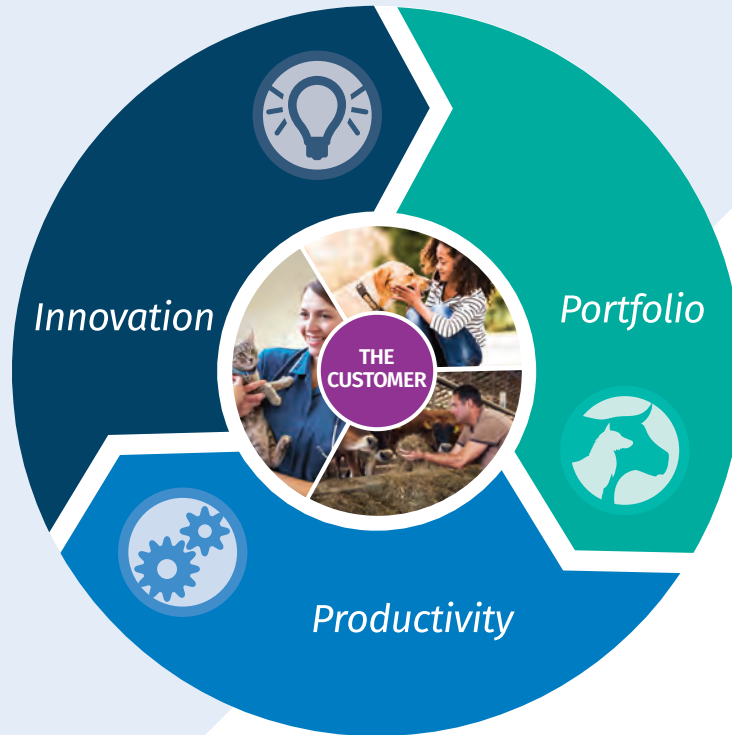 Innovation
Portfolio
THE
CUSTOMER
Productivity